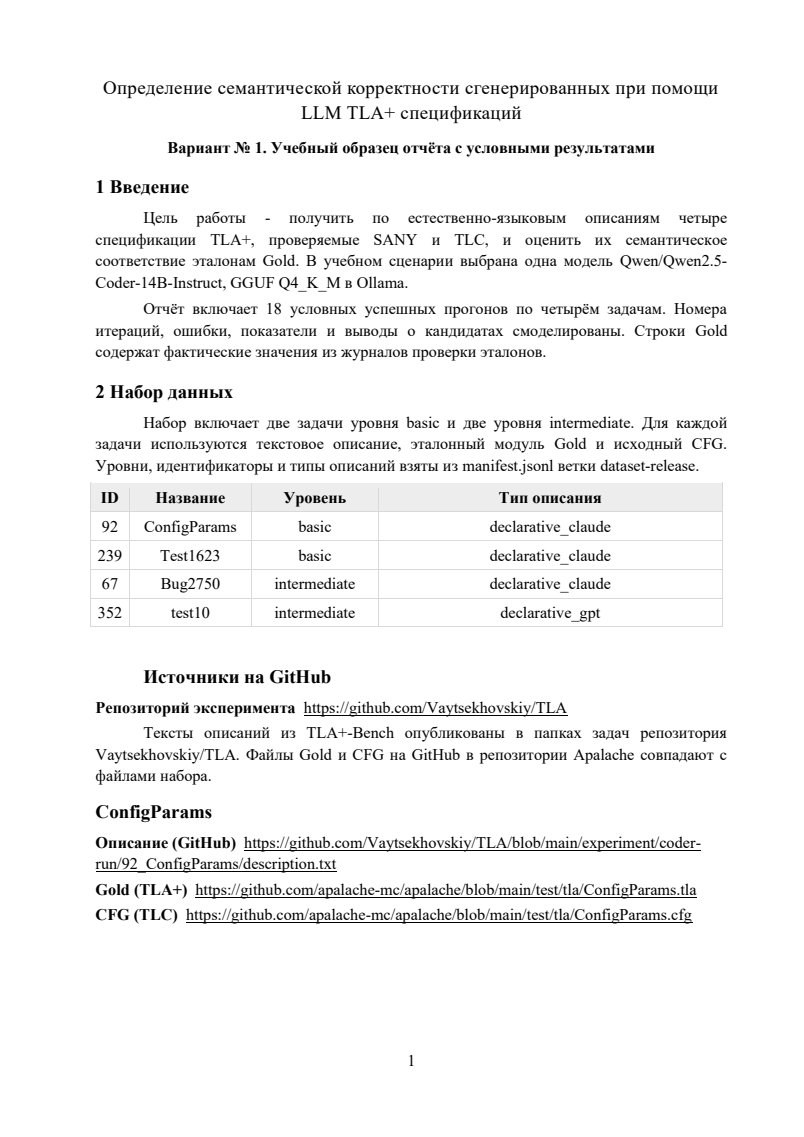 Определение семантической корректности сгенерированных при помощи
LLM TLA+ спецификаций
Вариант № 1. Учебный образец отчёта с условными результатами
1 Введение
Цель работы - получить по естественно-языковым описаниям четыре
спецификации TLA+, проверяемые SANY и TLC, и оценить их семантическое
соответствие эталонам Gold. В учебном сценарии выбрана одна модель Qwen/Qwen2.5-
Coder-14B-Instruct, GGUF Q4_K_M в Ollama.
Отчёт включает 18 условных успешных прогонов по четырём задачам. Номера
итераций, ошибки, показатели и выводы о кандидатах смоделированы. Строки Gold
содержат фактические значения из журналов проверки эталонов.
2 Набор данных
Набор включает две задачи уровня basic и две уровня intermediate. Для каждой
задачи используются текстовое описание, эталонный модуль Gold и исходный CFG.
Уровни, идентификаторы и типы описаний взяты из manifest.jsonl ветки dataset-release.
ID Название Уровень Тип описания
92 ConfigParams basic declarative_claude
239 Test1623 basic declarative_claude
67 Bug2750 intermediate declarative_claude
352 test10 intermediate declarative_gpt
Источники на GitHub
Репозиторий эксперимента https://github.com/Vaytsekhovskiy/TLA
Тексты описаний из TLA+-Bench опубликованы в папках задач репозитория
Vaytsekhovskiy/TLA. Файлы Gold и CFG на GitHub в репозитории Apalache совпадают с
файлами набора.
ConfigParams
Описание (GitHub) https://github.com/Vaytsekhovskiy/TLA/blob/main/experiment/coder-
run/92_ConfigParams/description.txt
Gold (TLA+) https://github.com/apalache-mc/apalache/blob/main/test/tla/ConfigParams.tla
CFG (TLC) https://github.com/apalache-mc/apalache/blob/main/test/tla/ConfigParams.cfg
1